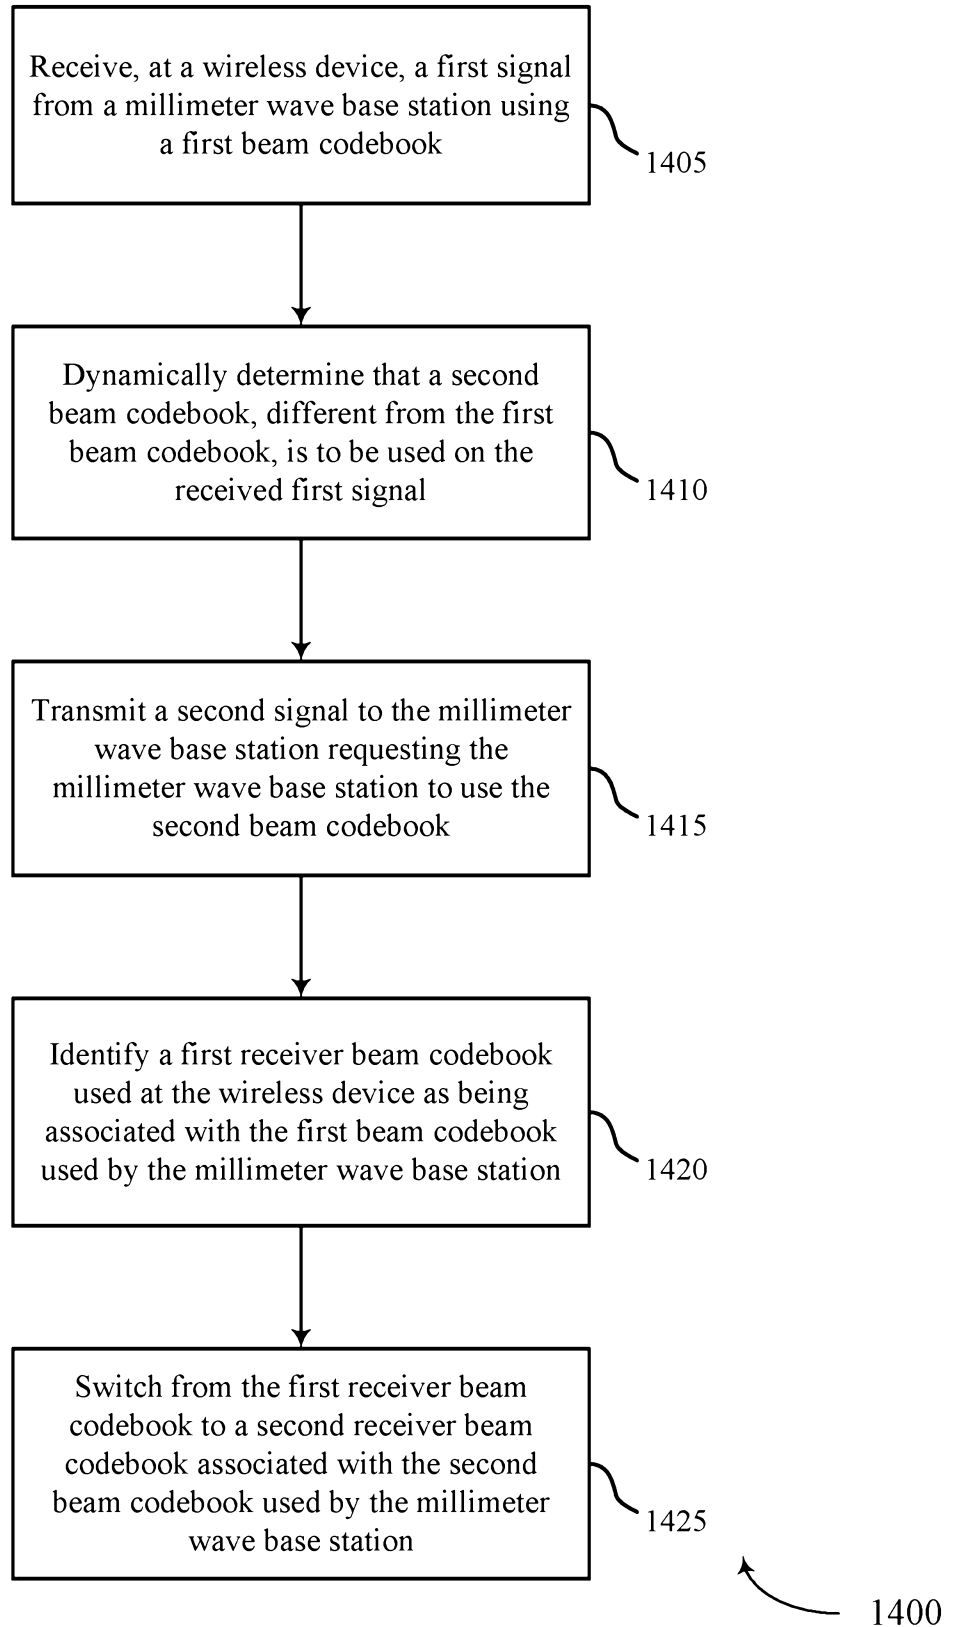 Receive, at a wireless device, a first signal
from a millimeter wave base station using
a first beam codebook
1405
Dynamically determine that a second
beam codebook, different from the first
beam codebook, is to be used on the
received first signal
1410
Transmit a second signal to the millimeter
wave base station requesting the
millimeter wave base station to use the
second beam codebook
1415
Identify a first receiver beam codebook
used at the wireless device as being
associated with the first beam codebook
used by the millimeter wave base station
1420
Switch from the first receiver beam
codebook to a second receiver beam
codebook associated with the second
beam codebook used by the millimeter
wave base station
1425
1400